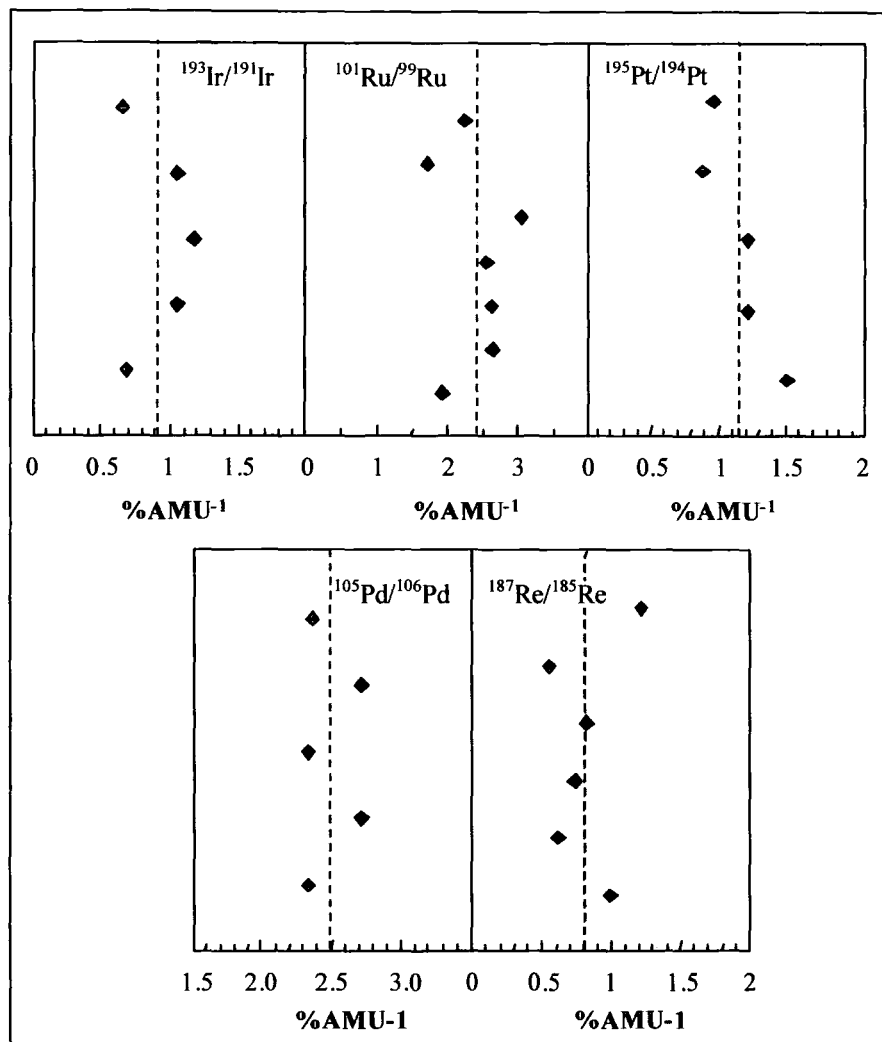 ¹⁹³Ir/¹⁹¹Ir ¹⁰¹Ru/⁹⁹Ru ¹⁹⁵Pt/¹⁹⁴Pt
0 0.5 1 1.5 0 1 2 3 0 0.5 1 1.5 2
%AMU⁻¹ %AMU⁻¹ %AMU⁻¹
¹⁰⁵Pd/¹⁰⁶Pd ¹⁸⁷Re/¹⁸⁵Re
1.5 2.0 2.5 3.0 0 0.5 1 1.5 2
%AMU-1 %AMU-1